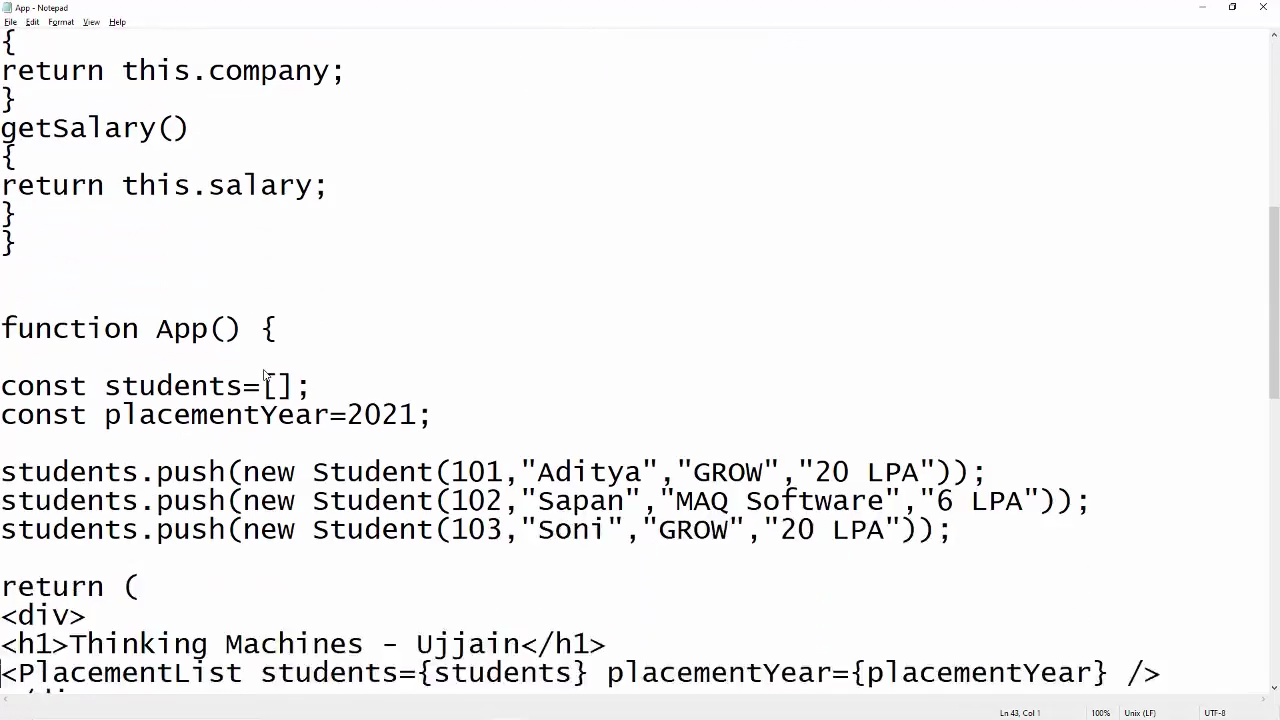 App - Notepad
File Edit Format View Help
{
return this.company;
}
getSalary()
{
return this.salary;
}
}
function App() {
const students=[];
const placementYear=2021;
students.push(new Student(101,"Aditya","GROW","20 LPA"));
students.push(new Student(102,"Sapan","MAQ Software","6 LPA"));
students.push(new Student(103,"Soni","GROW","20 LPA"));
return (
<div>
<h1>Thinking Machines - Ujjain</h1>
<PlacementList students={students} placementYear={placementYear} />
Ln 43, Col 1 100% Unix (LF) UTF-8